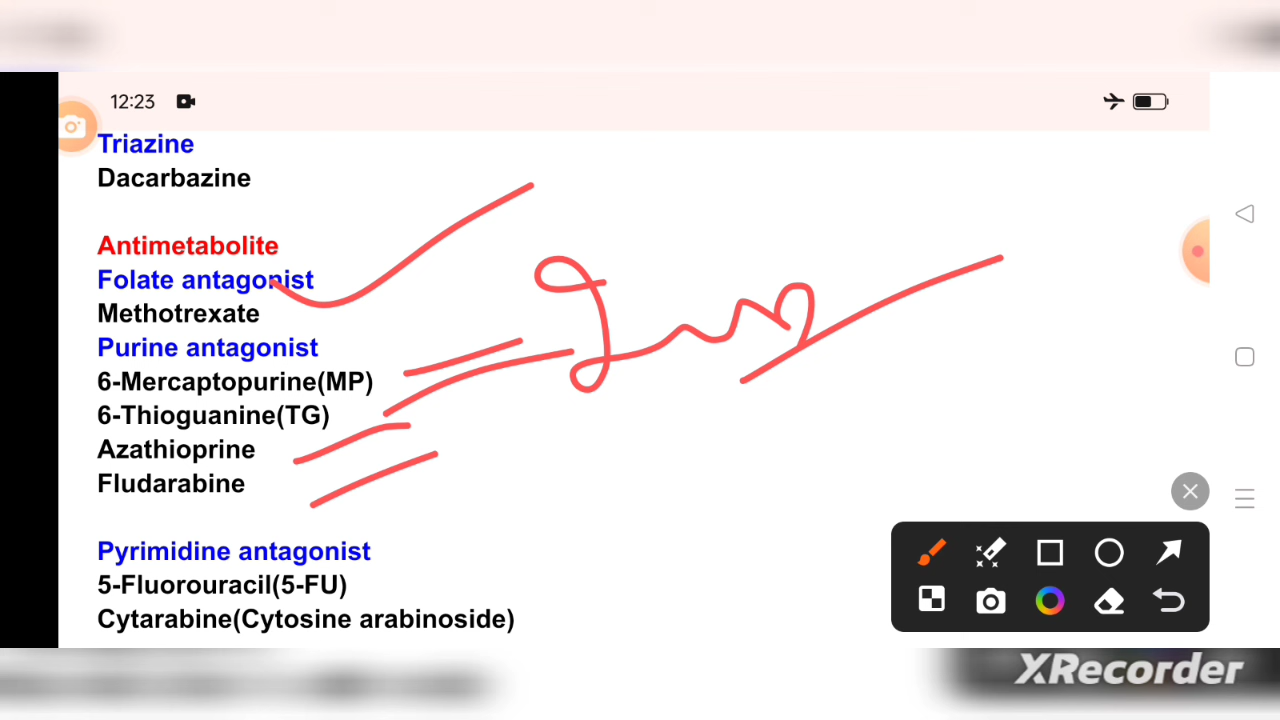 12:23
Triazine
Dacarbazine
Antimetabolite
Folate antagonist
Methotrexate
Purine antagonist
6-Mercaptopurine(MP)
6-Thioguanine(TG)
Azathioprine
Fludarabine
Pyrimidine antagonist
5-Fluorouracil(5-FU)
Cytarabine(Cytosine arabinoside)
XRecorder